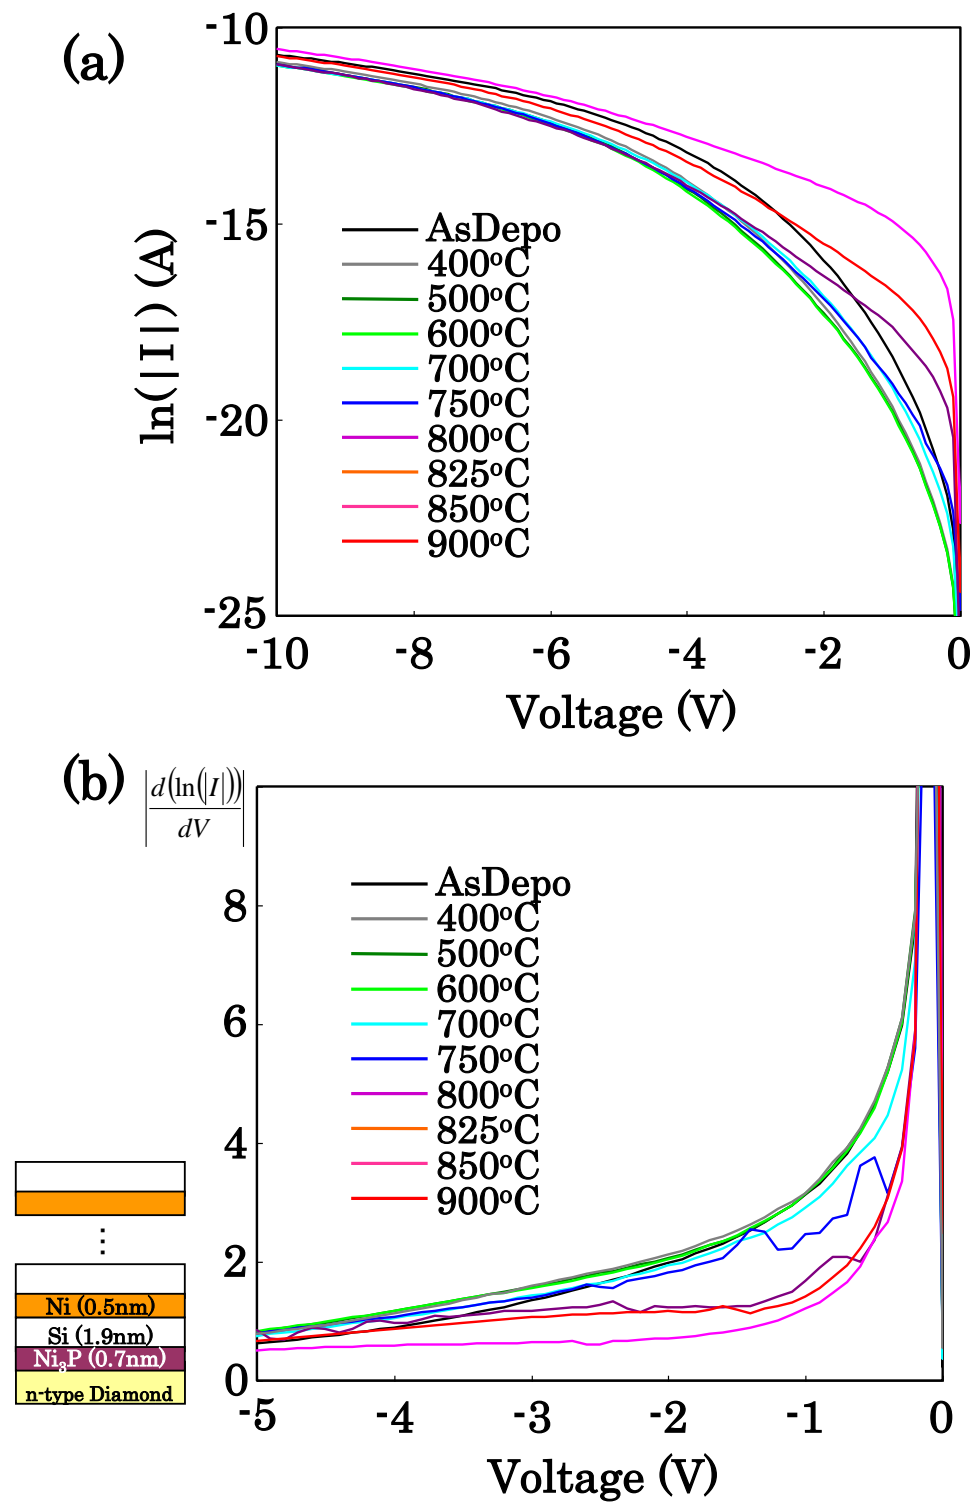 (a)
-10
-15
-20
-25
ln(|I|) (A)
AsDepo
400°C
500°C
600°C
700°C
750°C
800°C
825°C
850°C
900°C
-10 -8 -6 -4 -2 0
Voltage (V)
(b)
|d(ln(|I|))/dV|
8
6
4
2
0
AsDepo
400°C
500°C
600°C
700°C
750°C
800°C
825°C
850°C
900°C
-5 -4 -3 -2 -1 0
Voltage (V)
⋮
Ni (0.5nm)
Si (1.9nm)
Ni₃P (0.7nm)
n-type Diamond